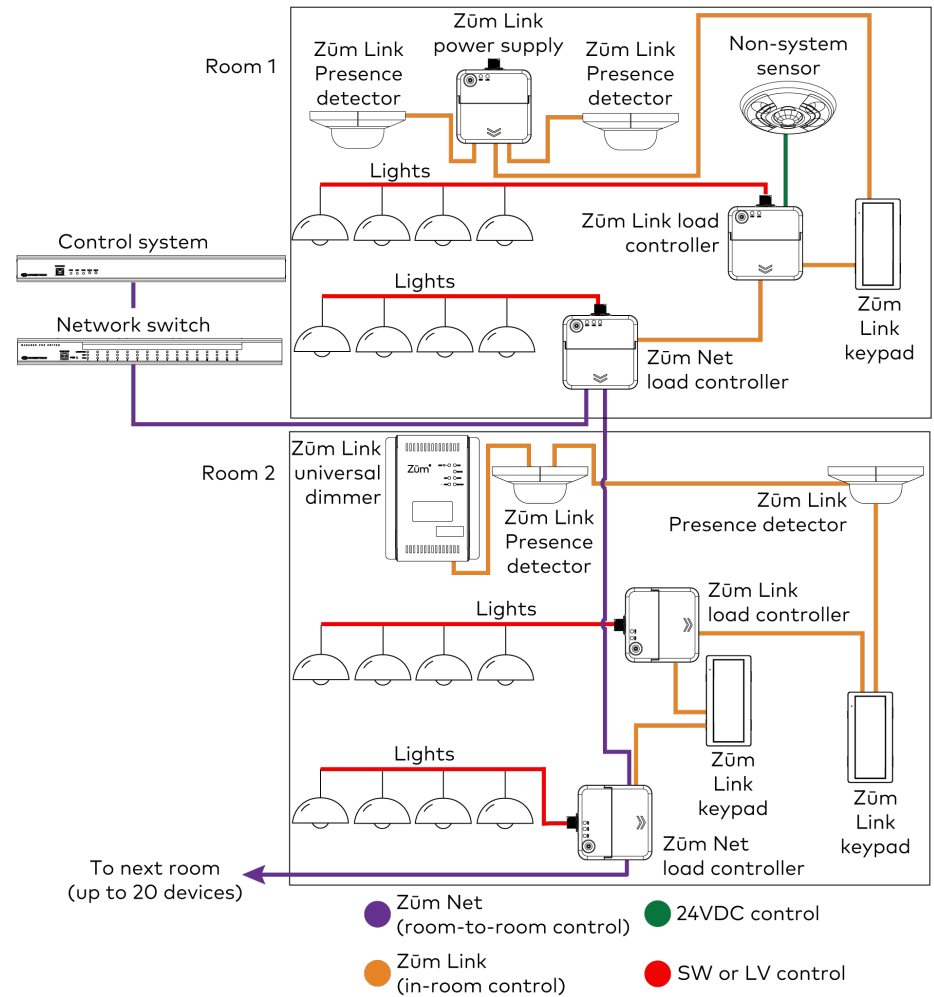 Room 1
Zūm Link
Presence
detector
Zūm Link
power supply
Zūm Link
Presence
detector
Non-system
sensor
Lights
Zūm Link load
controller
Zūm
Link
keypad
Control system
Lights
Network switch
Zūm Net
load controller
Room 2
Zūm Link
universal
dimmer
Zūm®
Zūm Link
Presence
detector
Zūm Link
Presence detector
Lights
Zūm Link
load controller
Lights
Zūm
Link
keypad
Zūm
Link
keypad
Zūm Net
load controller
To next room
(up to 20 devices)
Zūm Net
(room-to-room control)
24VDC control
Zūm Link
(in-room control)
SW or LV control